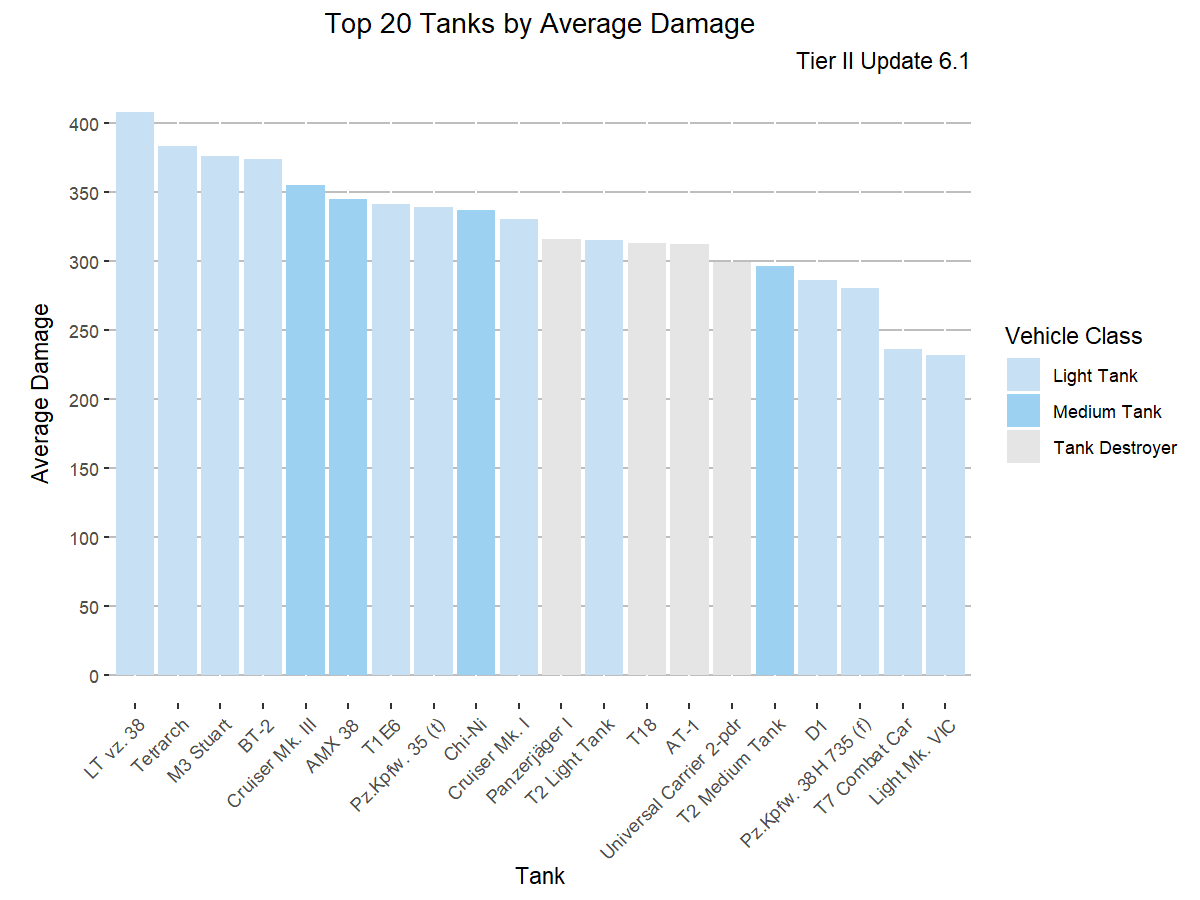 Top 20 Tanks by Average Damage
Tier II Update 6.1
Average Damage
400
350
300
250
200
150
100
50
0
LT vz. 38
Tetrarch
M3 Stuart
BT-2
Cruiser Mk. III
AMX 38
T1E6
Pz.Kpfw. 35 (t)
Chi-Ni
Cruiser Mk. I
Panzerjäger I
T2 Light Tank
T18
AT-1
Universal Carrier 2-pdr
T2 Medium Tank
D1
Pz.Kpfw. 38H 735 (f)
T7 Combat Car
Light Mk. VIC
Tank
Vehicle Class
Light Tank
Medium Tank
Tank Destroyer